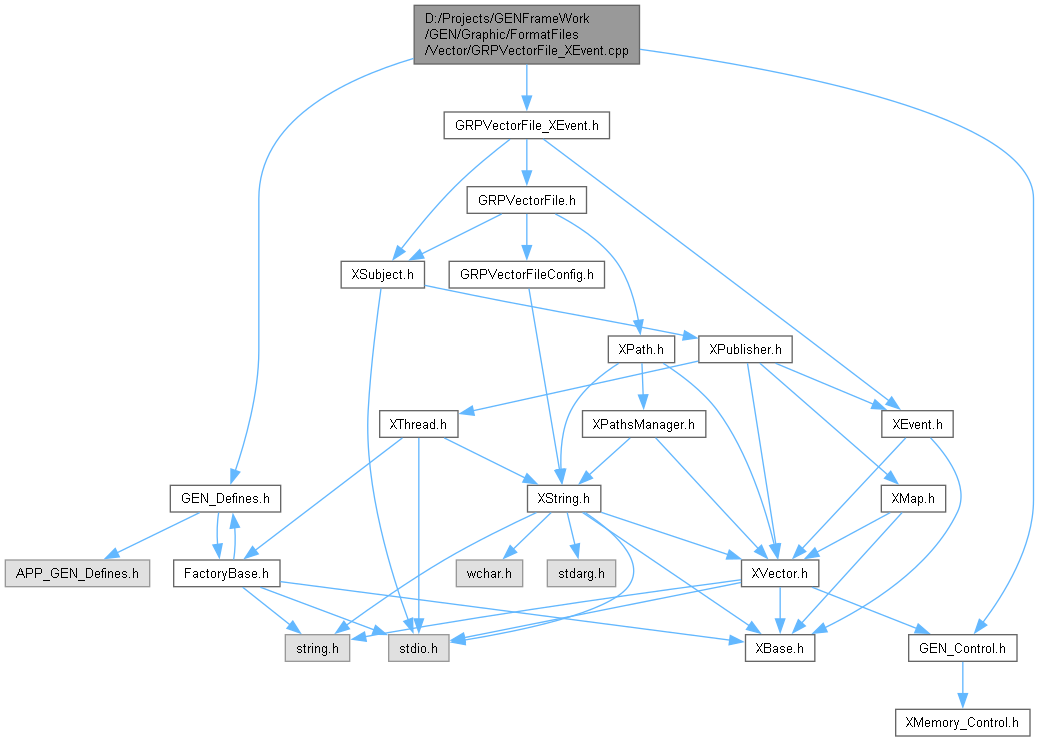 D:/Projects/GENFrameWork
/GEN/Graphic/FormatFiles
/Vector/GRPVectorFile_XEvent.cpp
GRPVectorFile_XEvent.h
GRPVectorFile.h
XSubject.h
GRPVectorFileConfig.h
XPath.h
XPublisher.h
XThread.h
XPathsManager.h
XEvent.h
GEN_Defines.h
XString.h
XMap.h
APP_GEN_Defines.h
FactoryBase.h
wchar.h
stdarg.h
XVector.h
string.h
stdio.h
XBase.h
GEN_Control.h
XMemory_Control.h